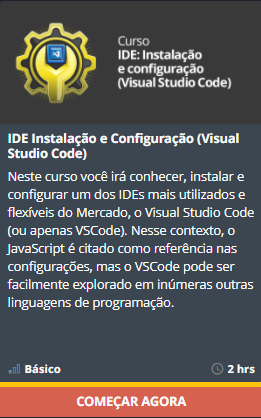 Curso
IDE: Instalação
e configuração
(Visual Studio Code)
IDE Instalação e Configuração (Visual
Studio Code)
Neste curso você irá conhecer, instalar e
configurar um dos IDEs mais utilizados e
flexíveis do Mercado, o Visual Studio Code
(ou apenas VSCode). Nesse contexto, o
JavaScript é citado como referência nas
configurações, mas o VSCode pode ser
facilmente explorado em inúmeras outras
linguagens de programação.
Básico
2 hrs
COMEÇAR AGORA